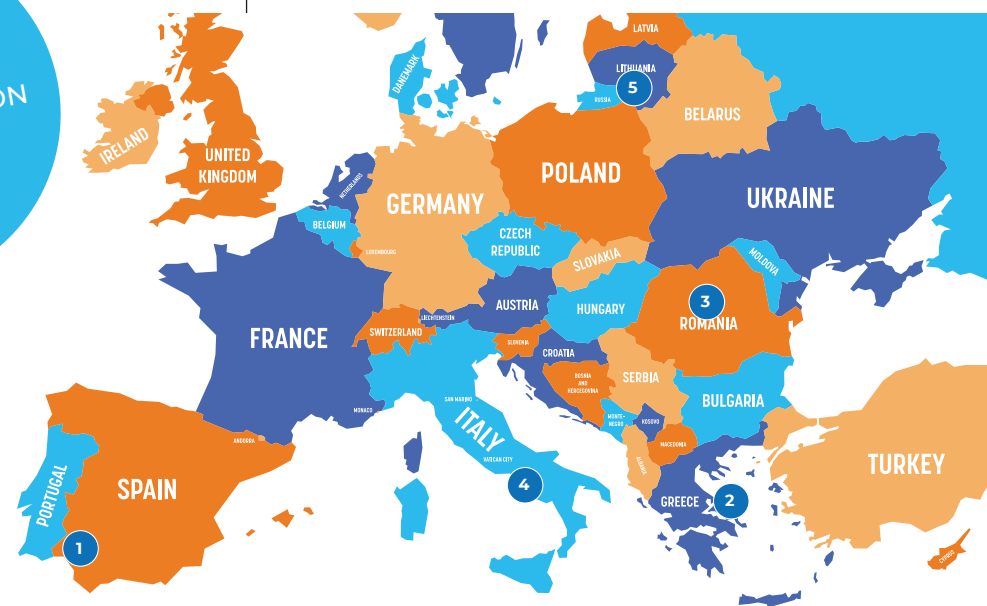 ON
LATVIA
LITHUANIA
5
RUSSIA
DANEMARK
BELARUS
IRELAND
UNITED
KINGDOM
NETHERLANDS
POLAND
GERMANY
UKRAINE
BELGIUM
LUXEMBOURG
CZECH
REPUBLIC
SLOVAKIA
MOLDOVA
AUSTRIA
HUNGARY
3
ROMANIA
LIECHTENSTEIN
SWITZERLAND
FRANCE
SLOVENIA
CROATIA
BOSNIA
AND
HERCEGOVINA
SERBIA
BULGARIA
MONACO
SAN MARINO
ITALY
VATICAN CITY
MONTE-
NEGRO
KOSOVO
MACEDONIA
ALBANIA
ANDORRA
TURKEY
PORTUGAL
SPAIN
4
GREECE
2
1
CYPRUS